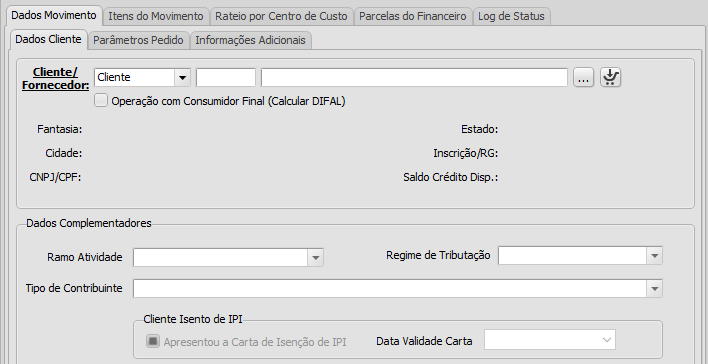 Dados Movimento Itens do Movimento Rateio por Centro de Custo Parcelas do Financeiro Log de Status
Dados Cliente Parâmetros Pedido Informações Adicionais
Cliente/
Fornecedor: Cliente ...
Operação com Consumidor Final (Calcular DIFAL)
Fantasia: Estado:
Cidade: Inscrição/RG:
CNPJ/CPF: Saldo Crédito Disp.:
Dados Complementadores
Ramo Atividade Regime de Tributação
Tipo de Contribuinte
Cliente Isento de IPI
Apresentou a Carta de Isenção de IPI Data Validade Carta